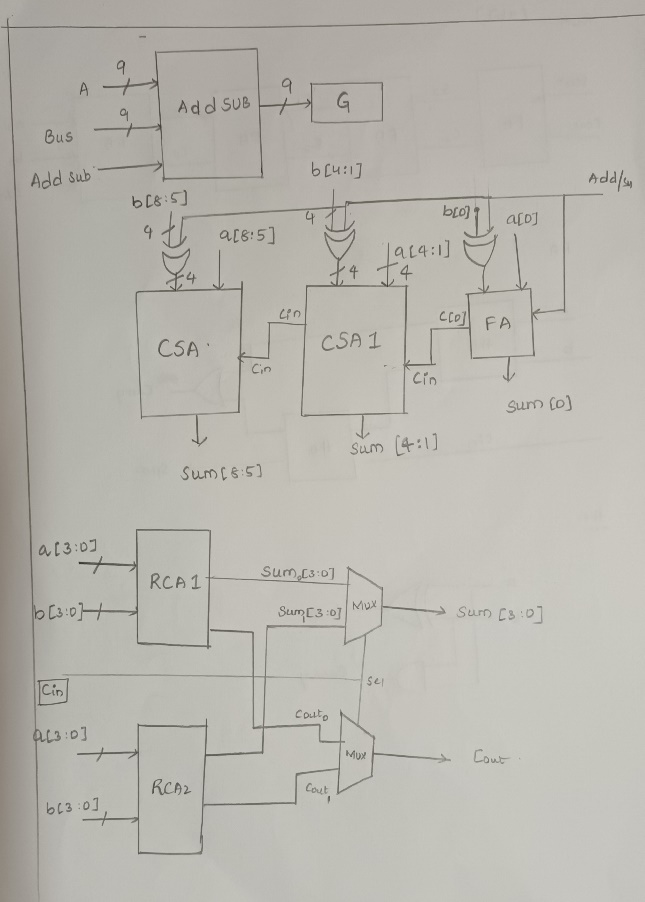 9
A
9
Add SUB
9
G
Bus
Add sub
b[4:1]
Add/su
b[8:5]
4
4
b[0]
a[0]
a[8:5]
a[4:1]
4
4
4
CSA
Cin
Cin
CSA 1
C[0]
Cin
FA
Sum[8:5]
Sum [4:1]
Sum [0]
a[3:0]
RCA 1
Sum0[3:0]
b[3:0]
Sum1[3:0]
Mux
Sum [3:0]
Cin
Sel
a[3:0]
Cout0
RCA2
Mux
Cout
b[3:0]
Cout1